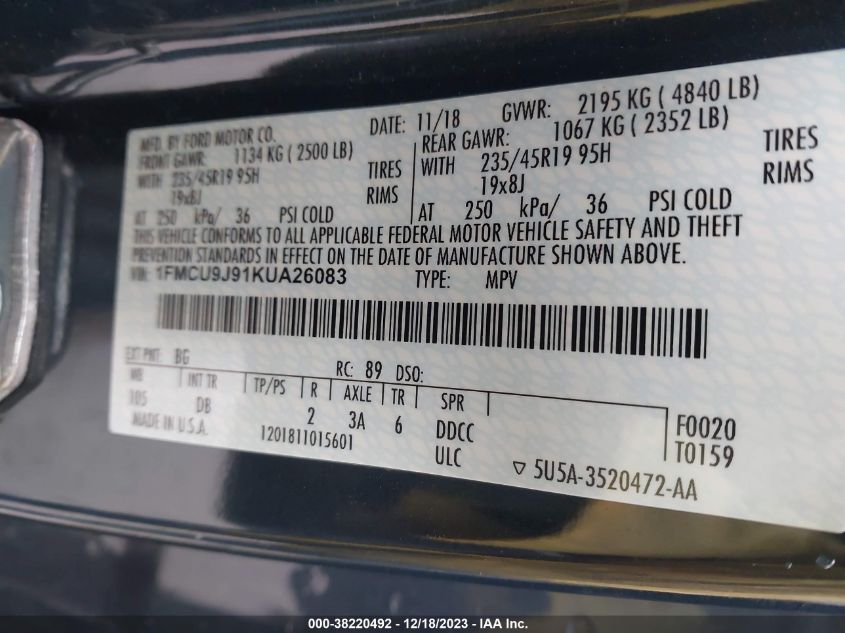 MFD. BY FORD MOTOR CO.
DATE: 11/18 GVWR: 2195 KG ( 4840 LB)
FRONT GAWR: 1134 KG ( 2500 LB)
REAR GAWR: 1067 KG ( 2352 LB)
WITH 235/45R19 95H TIRES
WITH 235/45R19 95H TIRES
19x8J RIMS
19x8J RIMS
AT 250 kPa/ 36 PSI COLD
AT 250 kPa/ 36 PSI COLD
THIS VEHICLE CONFORMS TO ALL APPLICABLE FEDERAL MOTOR VEHICLE SAFETY AND THEFT
PREVENTION STANDARDS IN EFFECT ON THE DATE OF MANUFACTURE SHOWN ABOVE.
VIN: 1FMCU9J91KUA26083 TYPE: MPV
EXT PNT: BG RC: 89 DSO:
WB INT TR TP/PS R AXLE TR SPR
105 DB 2 3A 6 DDCC F0020
MADE IN U.S.A. 1201811015601 ULC T0159
▽ 5U5A-3520472-AA
000-38220492 - 12/18/2023 - IAA Inc.